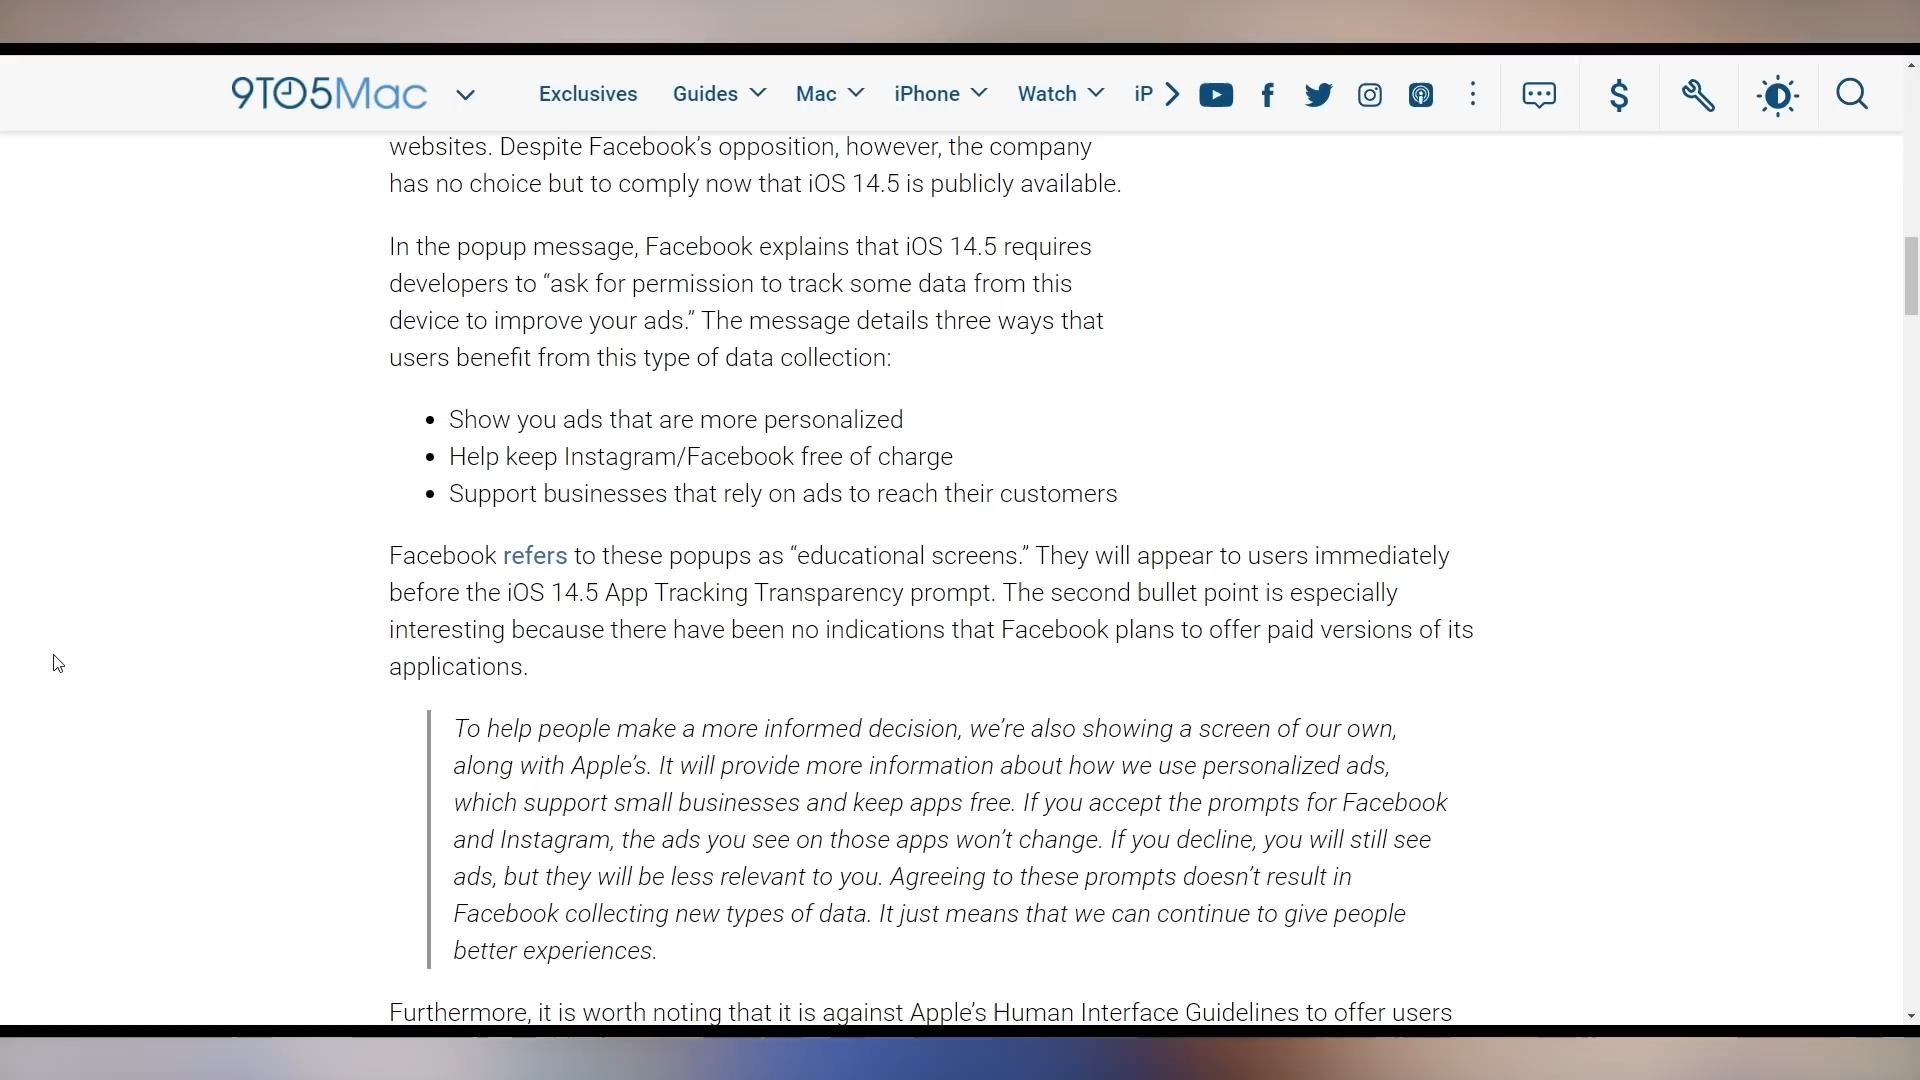 9TO5Mac
Exclusives Guides Mac iPhone Watch iP
websites. Despite Facebook’s opposition, however, the company
has no choice but to comply now that iOS 14.5 is publicly available.
In the popup message, Facebook explains that iOS 14.5 requires
developers to “ask for permission to track some data from this
device to improve your ads.” The message details three ways that
users benefit from this type of data collection:
• Show you ads that are more personalized
• Help keep Instagram/Facebook free of charge
• Support businesses that rely on ads to reach their customers
Facebook refers to these popups as “educational screens.” They will appear to users immediately
before the iOS 14.5 App Tracking Transparency prompt. The second bullet point is especially
interesting because there have been no indications that Facebook plans to offer paid versions of its
applications.
To help people make a more informed decision, we’re also showing a screen of our own,
along with Apple’s. It will provide more information about how we use personalized ads,
which support small businesses and keep apps free. If you accept the prompts for Facebook
and Instagram, the ads you see on those apps won’t change. If you decline, you will still see
ads, but they will be less relevant to you. Agreeing to these prompts doesn’t result in
Facebook collecting new types of data. It just means that we can continue to give people
better experiences.
Furthermore, it is worth noting that it is against Apple’s Human Interface Guidelines to offer users